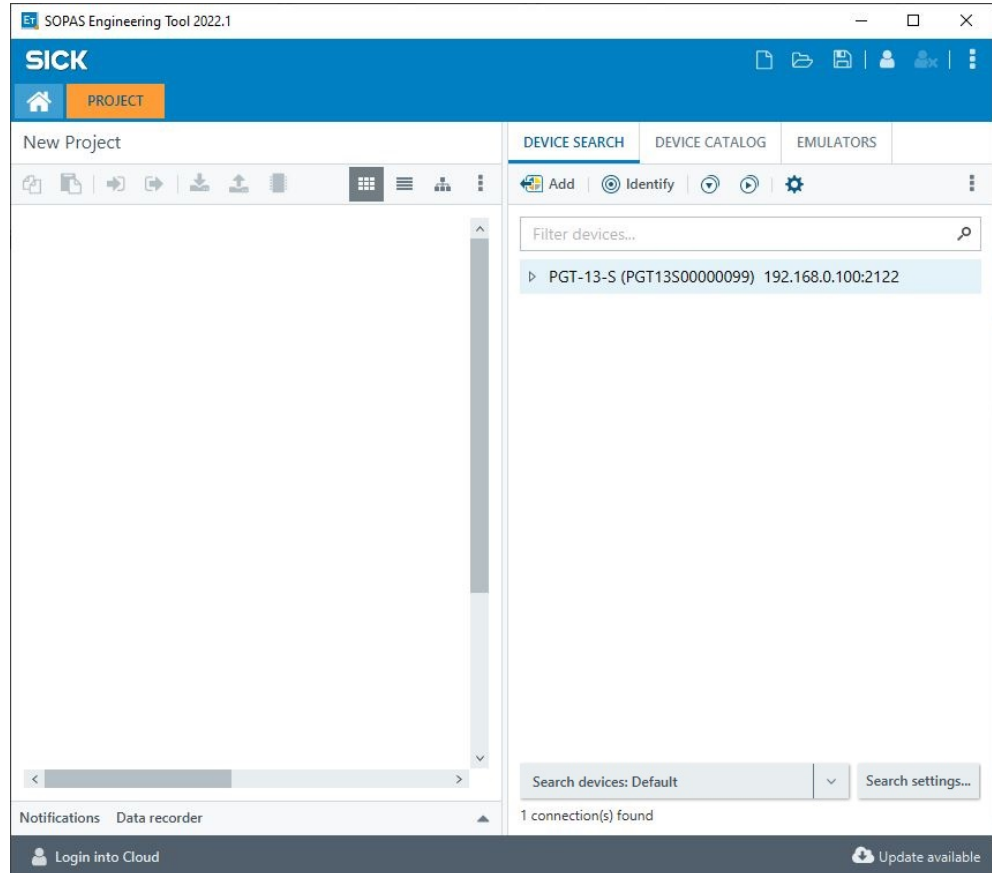 ET SOPAS Engineering Tool 2022.1
SICK
PROJECT
New Project
DEVICE SEARCH DEVICE CATALOG EMULATORS
Add Identify
Filter devices...
PGT-13-S (PGT13S00000099) 192.168.0.100:2122
Search devices: Default Search settings...
1 connection(s) found
Notifications Data recorder
Login into Cloud Update available